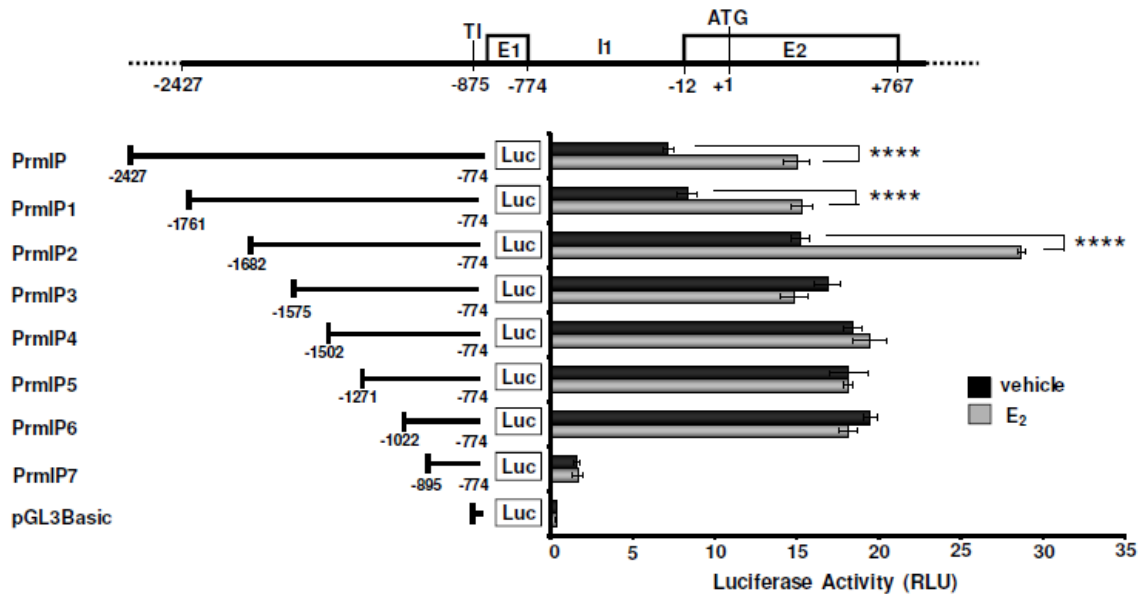 ATG
TI E1 I1 E2
-2427 -875 -774 -12 +1 +767
PrmIP -2427 -774 Luc ****
PrmIP1 -1761 -774 Luc ****
PrmIP2 -1682 -774 Luc ****
PrmIP3 -1575 -774 Luc
PrmIP4 -1502 -774 Luc
PrmIP5 -1271 -774 Luc
vehicle
PrmIP6 -1022 -774 Luc
E2
PrmIP7 -895 -774 Luc
pGL3Basic Luc
0 5 10 15 20 25 30 35
Luciferase Activity (RLU)